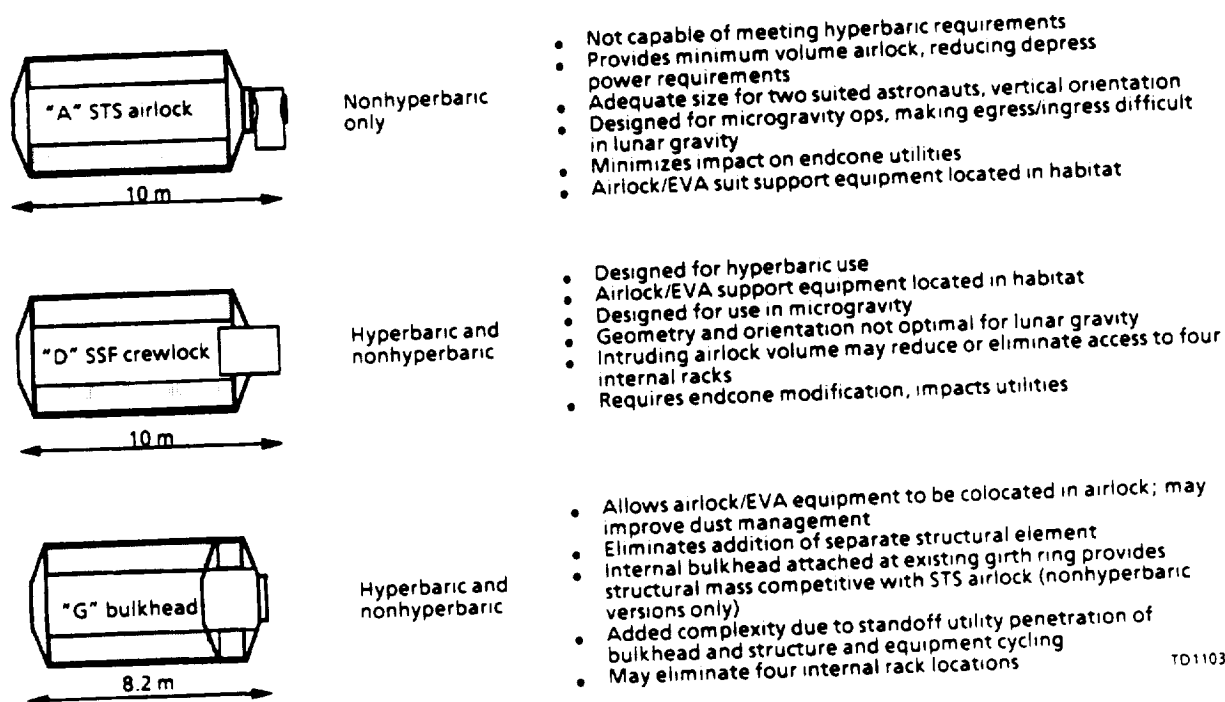 "A" STS airlock
10 m
Nonhyperbaric
only
• Not capable of meeting hyperbaric requirements
• Provides minimum volume airlock, reducing depress
power requirements
• Adequate size for two suited astronauts, vertical orientation
• Designed for microgravity ops, making egress/ingress difficult
in lunar gravity
• Minimizes impact on endcone utilities
• Airlock/EVA suit support equipment located in habitat
"D" SSF crewlock
10 m
Hyperbaric and
nonhyperbaric
• Designed for hyperbaric use
• Airlock/EVA support equipment located in habitat
• Designed for use in microgravity
• Geometry and orientation not optimal for lunar gravity
• Intruding airlock volume may reduce or eliminate access to four
internal racks
• Requires endcone modification, impacts utilities
"G" bulkhead
8.2 m
Hyperbaric and
nonhyperbaric
• Allows airlock/EVA equipment to be colocated in airlock; may
improve dust management
• Eliminates addition of separate structural element
• Internal bulkhead attached at existing girth ring provides
structural mass competitive with STS airlock (nonhyperbaric
versions only)
• Added complexity due to standoff utility penetration of
bulkhead and structure and equipment cycling
• May eliminate four internal rack locations
TD1103